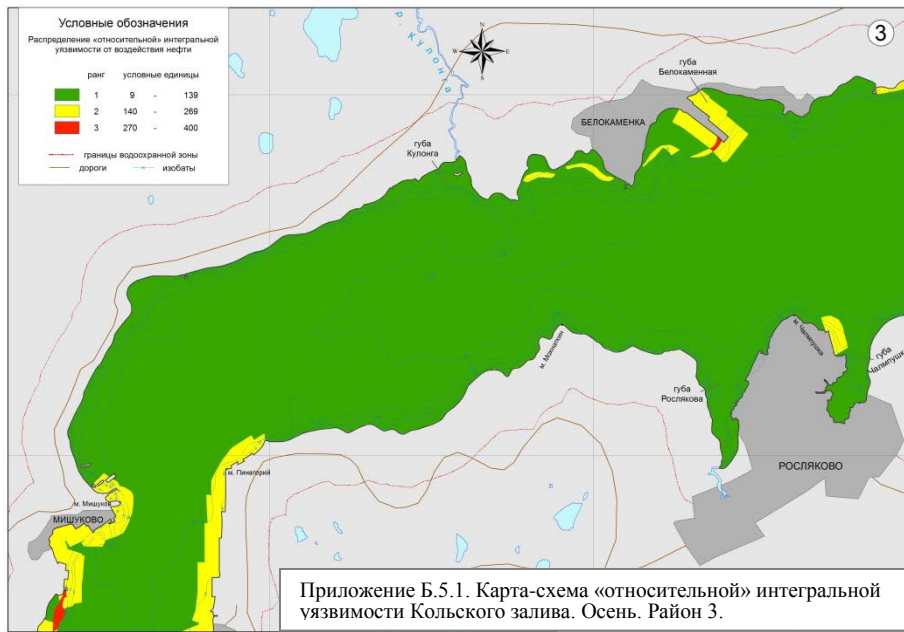 Условные обозначения
Распределение «относительной» интегральной
уязвимости от воздействия нефти
ранг условные единицы
1 9 - 139
2 140 - 269
3 270 - 400
границы водоохранной зоны
дороги изобаты
р. Кулонга
N
W E
S
3
губа
Белокаменная
БЕЛОКАМЕНКА
губа
Кулонга
м. Мохнаткин
м. Чалмпушка
губа
Чалмпушка
губа
Рослякова
РОСЛЯКОВО
м. Пинагорий
м. Мишуков
МИШУКОВО
Приложение Б.5.1. Карта-схема «относительной» интегральной
уязвимости Кольского залива. Осень. Район 3.